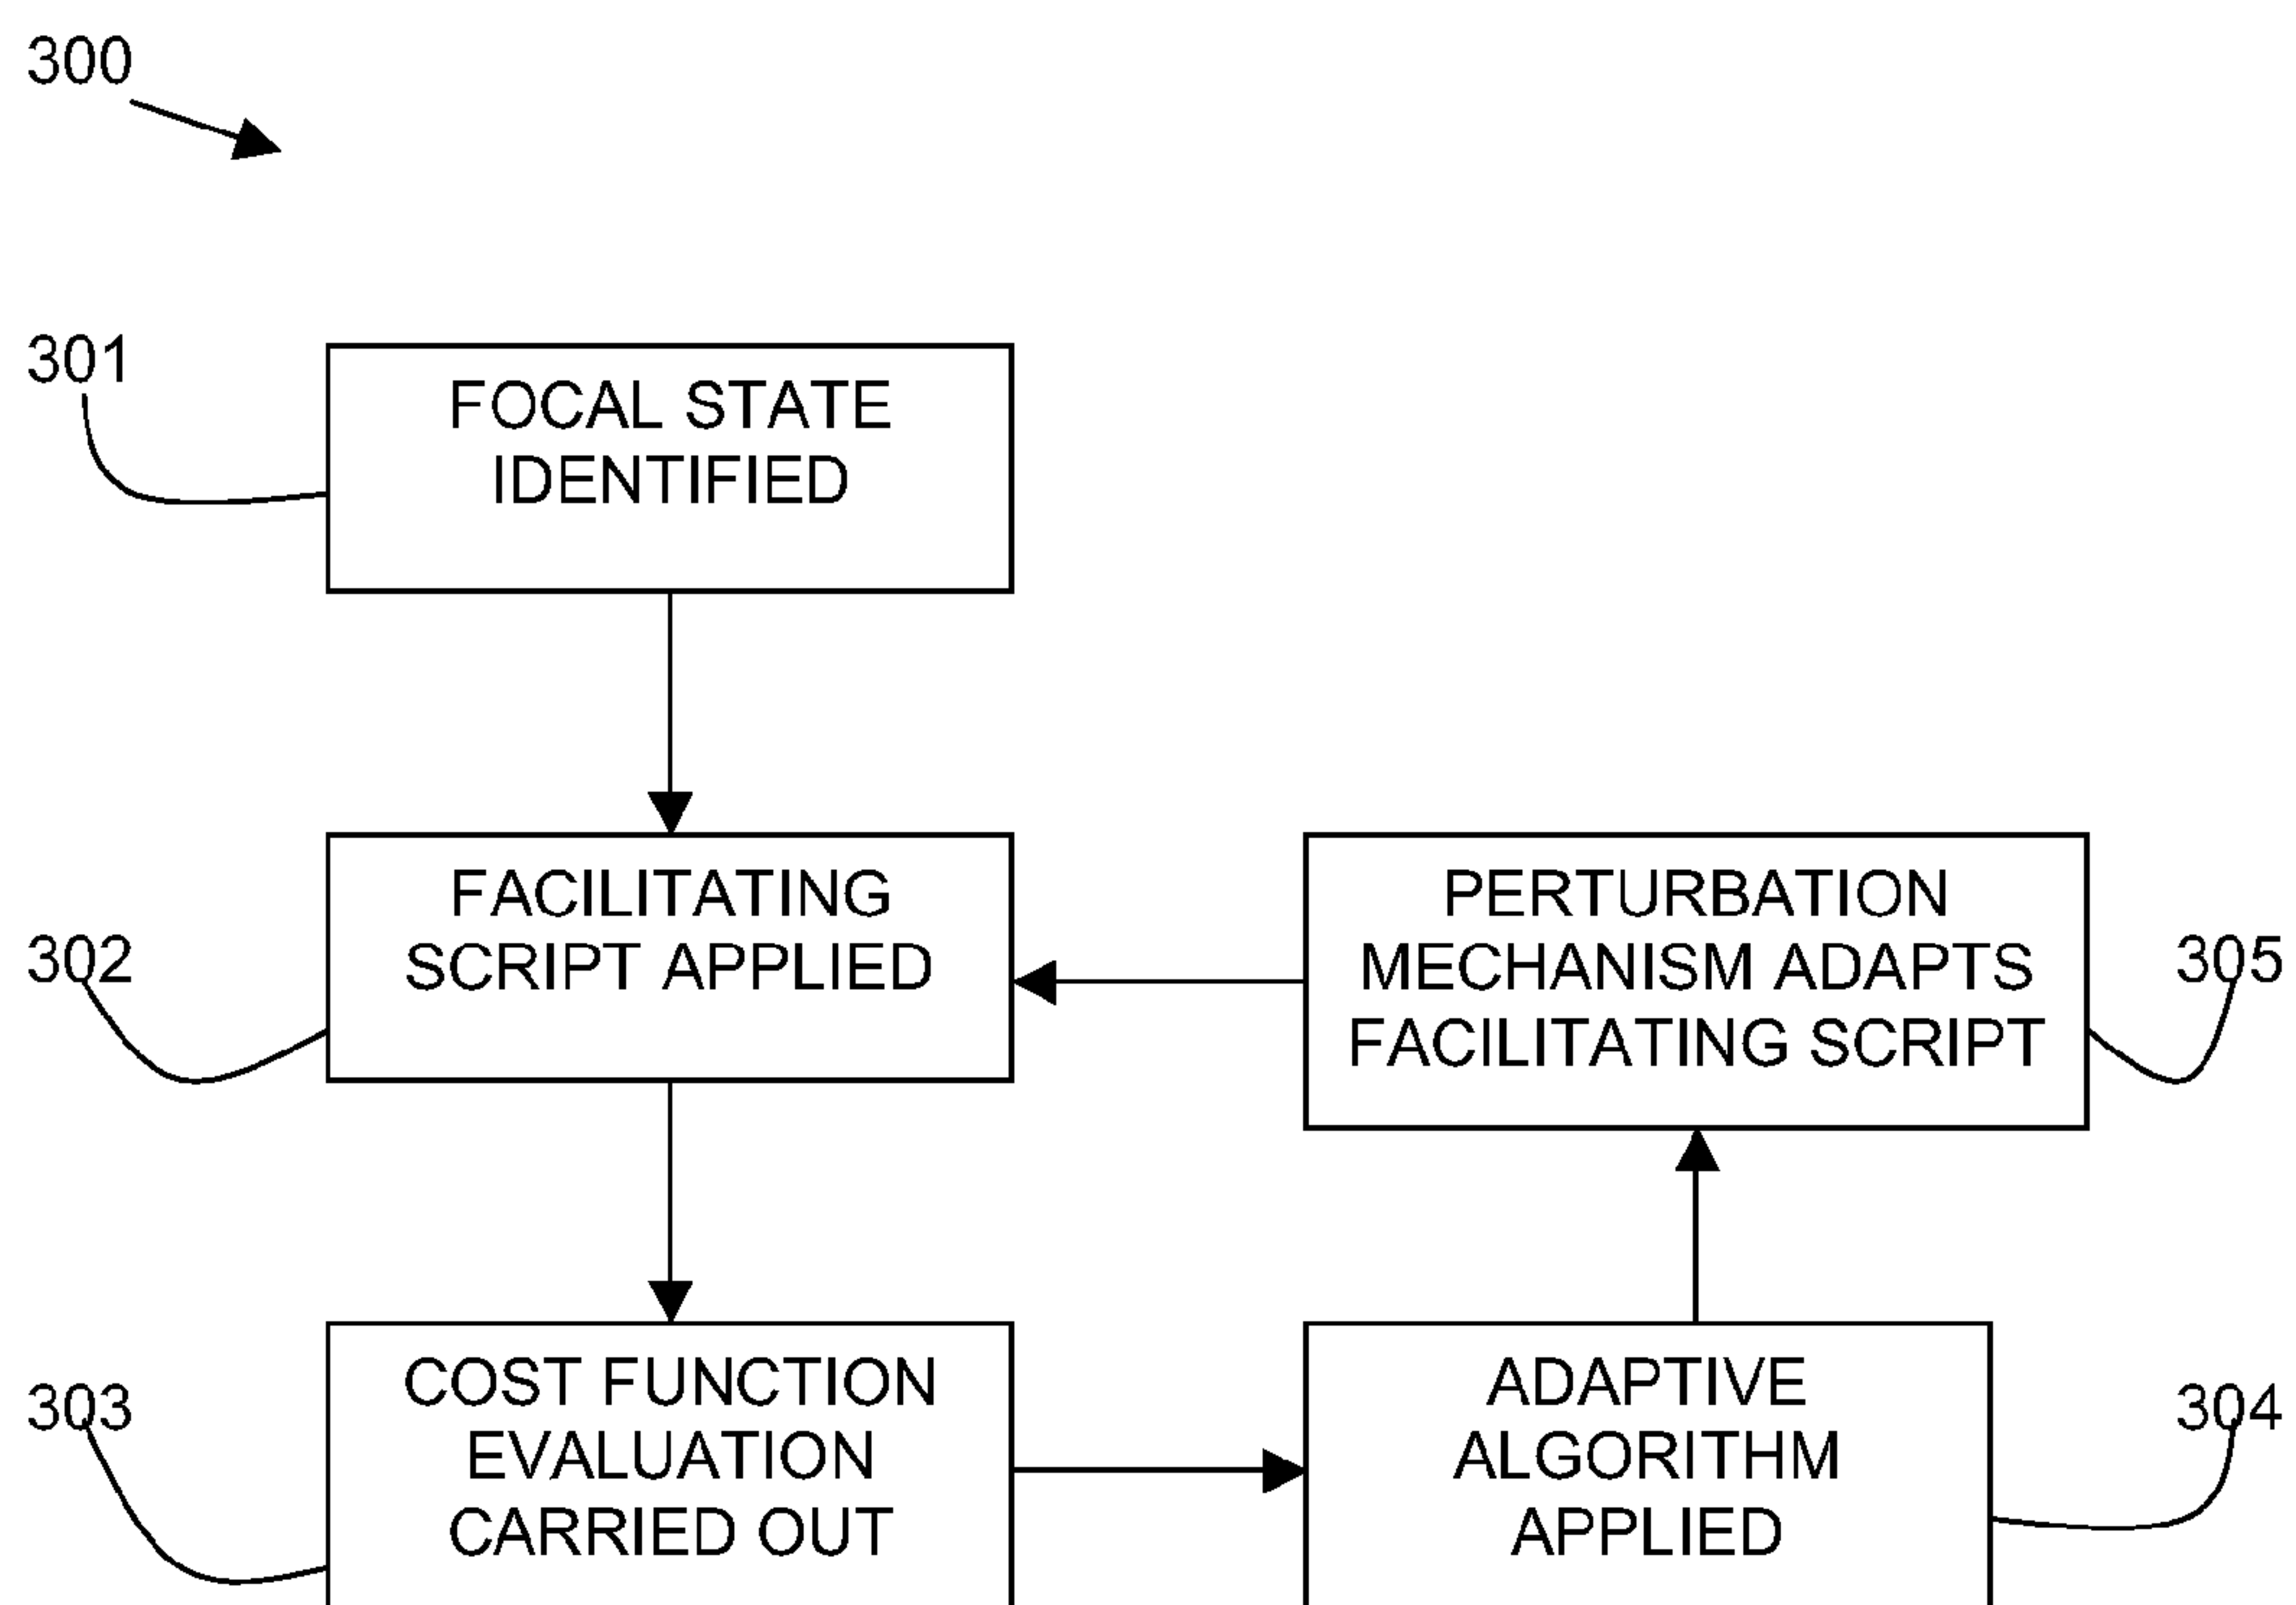 300
301
FOCAL STATE
IDENTIFIED
302
FACILITATING
SCRIPT APPLIED
PERTURBATION
MECHANISM ADAPTS
FACILITATING SCRIPT
305
303
COST FUNCTION
EVALUATION
CARRIED OUT
ADAPTIVE
ALGORITHM
APPLIED
304